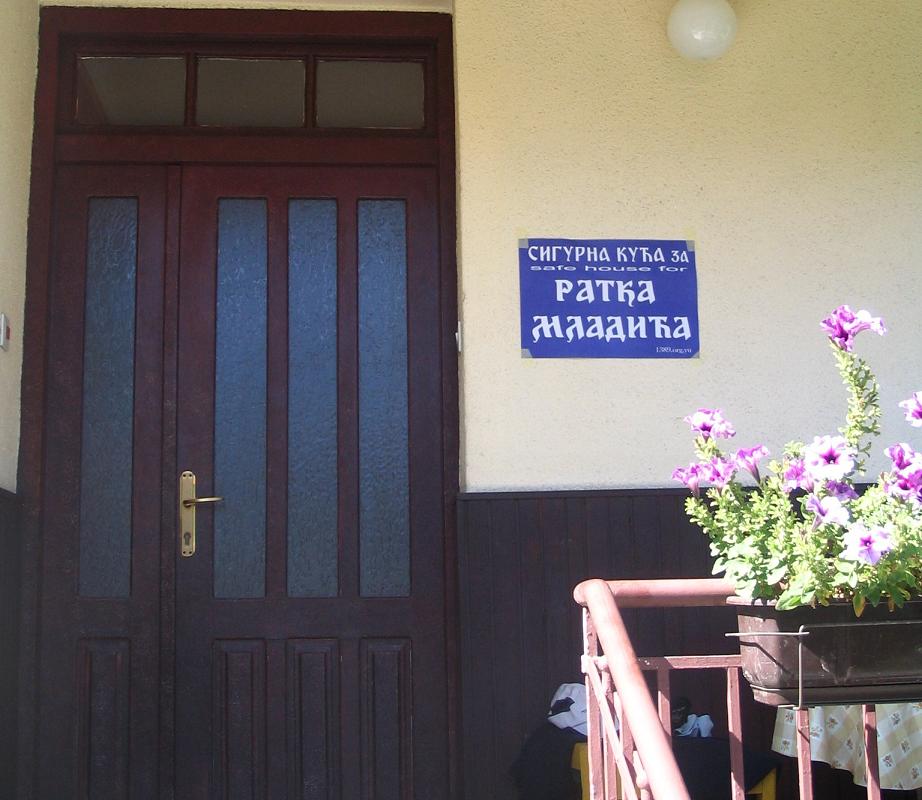 СИГУРНА КУЋА ЗА
safe house for
РАТКА
МЛАДИЋА
1389.org.yu